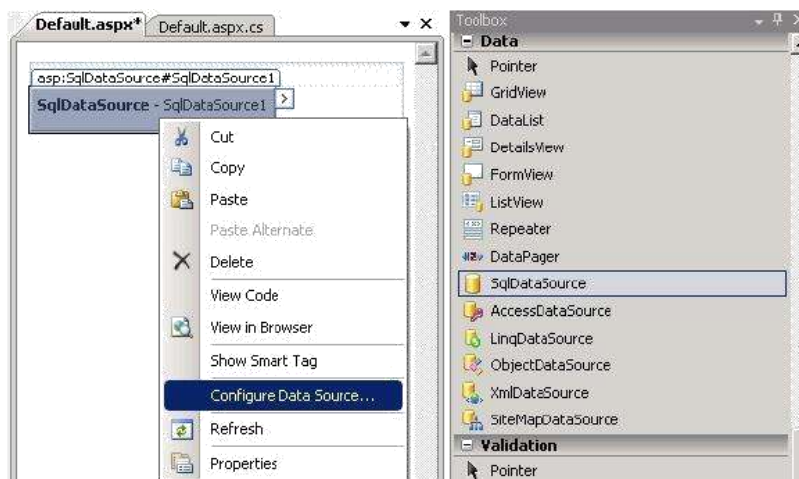 Default.aspx* Default.aspx.cs
asp:SqlDataSource#SqlDataSource1
SqlDataSource - SqlDataSource1
Cut
Copy
Paste
Paste Alternate
Delete
View Code
View in Browser
Show Smart Tag
Configure Data Source...
Refresh
Properties
Toolbox
Data
Pointer
GridView
DataList
DetailsView
FormView
ListView
Repeater
DataPager
SqlDataSource
AccessDataSource
LinqDataSource
ObjectDataSource
XmlDataSource
SiteMapDataSource
Validation
Pointer